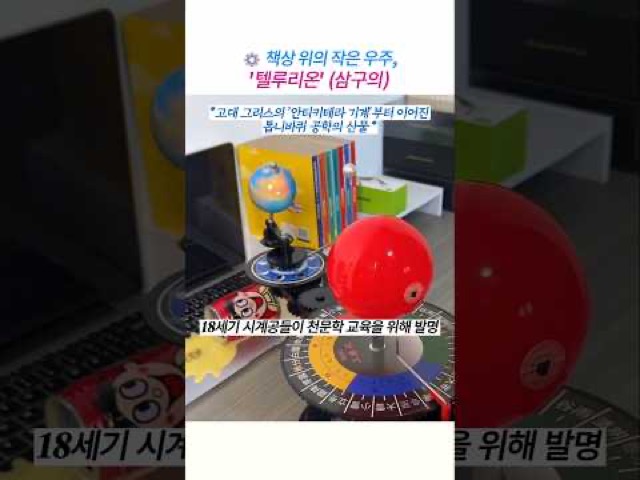 책상 위의 작은 우주,
'텔루리온' (삼구의)
"고대 그리스의 '안티키테라 기계'부터 이어진
톱니바퀴 공학의 산물"
18세기 시계공들이 천문학 교육을 위해 발명
18세기 시
을 위해 발명